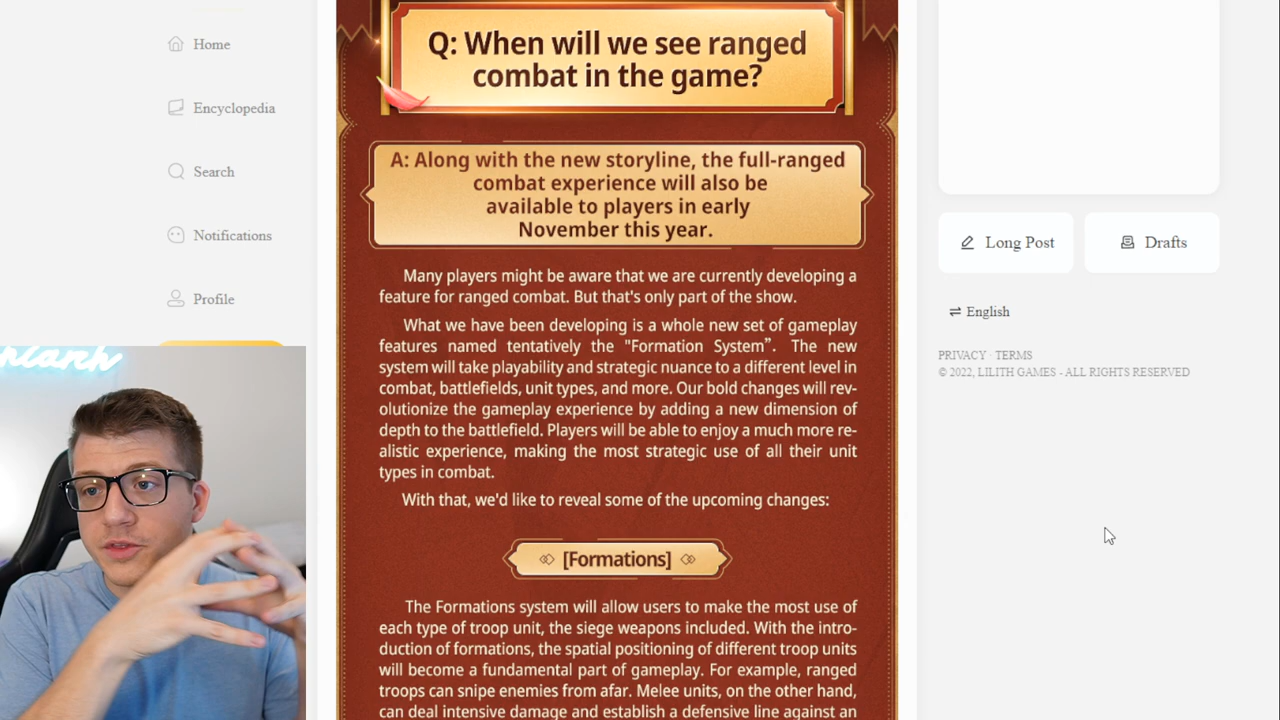 Home
Encyclopedia
Search
Notifications
Profile
Q: When will we see ranged
combat in the game?
A: Along with the new storyline, the full-ranged
combat experience will also be
available to players in early
November this year.
Many players might be aware that we are currently developing a
feature for ranged combat. But that's only part of the show.
What we have been developing is a whole new set of gameplay
features named tentatively the "Formation System”. The new
system will take playability and strategic nuance to a different level in
combat, battlefields, unit types, and more. Our bold changes will rev-
olutionize the gameplay experience by adding a new dimension of
depth to the battlefield. Players will be able to enjoy a much more re-
alistic experience, making the most strategic use of all their unit
types in combat.
With that, we'd like to reveal some of the upcoming changes:
[Formations]
The Formations system will allow users to make the most use of
each type of troop unit, the siege weapons included. With the intro-
duction of formations, the spatial positioning of different troop units
will become a fundamental part of gameplay. For example, ranged
troops can snipe enemies from afar. Melee units, on the other hand,
can deal intensive damage and establish a defensive line against an
Long Post
Drafts
English
PRIVACY · TERMS
© 2022, LILITH GAMES - ALL RIGHTS RESERVED